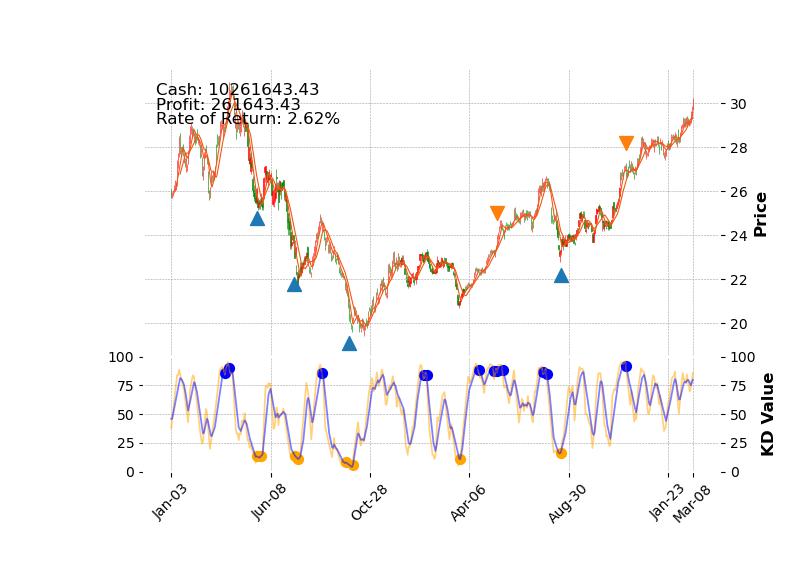 Cash: 10261643.43
Profit: 261643.43
Rate of Return: 2.62%
30
28
26
24
22
20
Price
100
75
50
25
0
100
75
50
25
0
KD Value
Jan-03
Jun-08
Oct-28
Apr-06
Aug-30
Jan-23
Mar-08